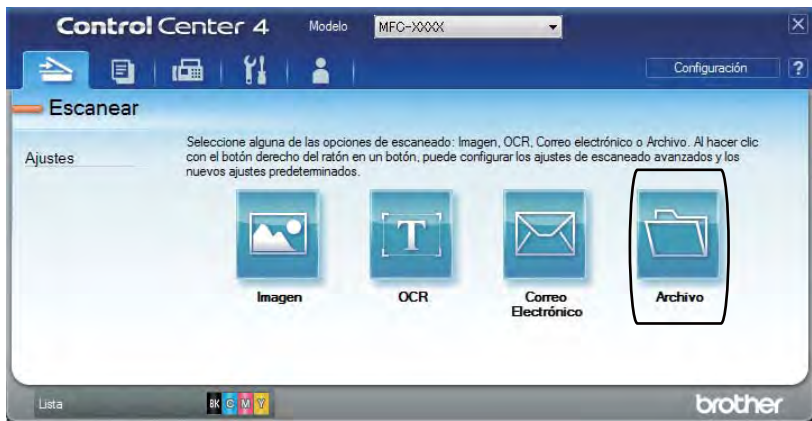 Control Center 4 Modelo MFC-XXXX X
Configuración ?
Escanear
Ajustes
Seleccione alguna de las opciones de escaneado: Imagen, OCR, Correo electrónico o Archivo. Al hacer clic
con el botón derecho del ratón en un botón, puede configurar los ajustes de escaneado avanzados y los
nuevos ajustes predeterminados.
T
Imagen OCR Correo Archivo
Electrónico
Lista BK C M Y brother